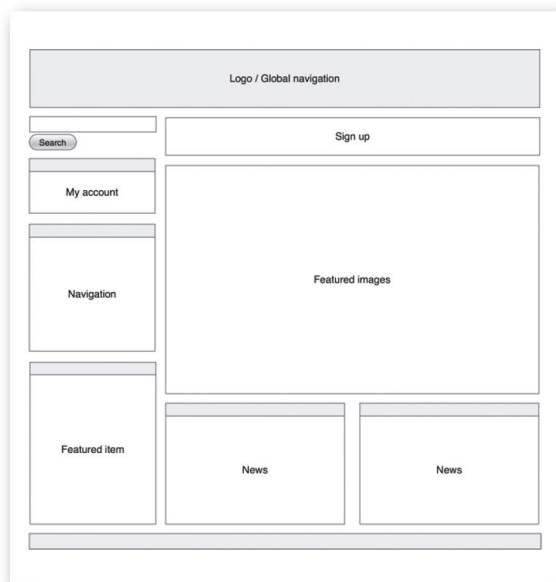 Logo / Global navigation
Search
Sign up
My account
Navigation
Featured images
Featured item
News
News